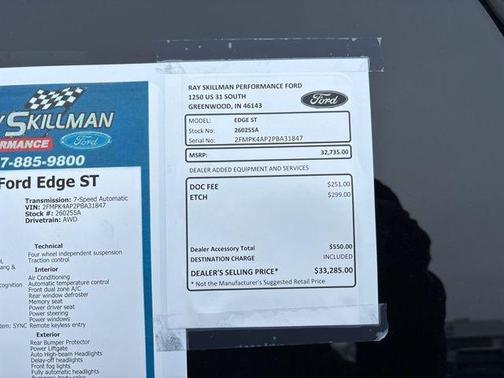 Y SKILLMAN
RMANCE Ford
7-885-9800
Ford Edge ST
Transmission: 7-Speed Automatic
VIN: 2FMPK4AP2PBA31847
Stock #: 26025SA
Drivetrain: AWD
Technical
Four wheel independent suspension
Traction control
Interior
Air Conditioning
Automatic temperature control
Front dual zone A/C
Rear window defroster
Memory seat
Power driver seat
Power steering
Power windows
tem: SYNC Remote keyless entry
Exterior
Rear Bumper Protector
Power Liftgate
Auto High-beam Headlights
Delay-off headlights
Front fog lights
Fully automatic headlights
RAY SKILLMAN PERFORMANCE FORD
1250 US 31 SOUTH
GREENWOOD, IN 46143
Ford
MODEL: EDGE ST
Stock No: 26025SA
Serial No: 2FMPK4AP2PBA31847
MSRP: 32,735.00
DEALER ADDED EQUIPMENT AND SERVICES
DOC FEE $251.00
ETCH $299.00
Dealer Accessory Total $550.00
DESTINATION CHARGE INCLUDED
DEALER'S SELLING PRICE* $33,285.00
* Not the Manufacturer's Suggested Retail Price